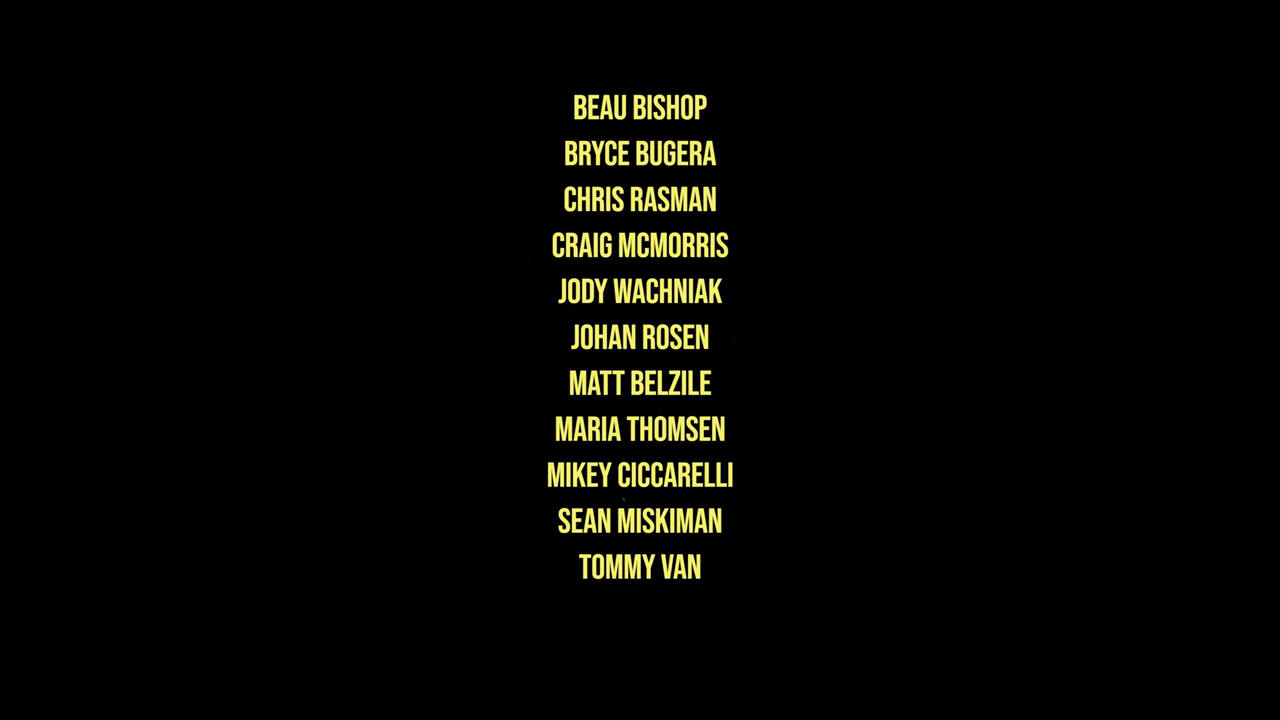 BEAU BISHOP
BRYCE BUGERA
CHRIS RASMAN
CRAIG MCMORRIS
JODY WACHNIAK
JOHAN ROSEN
MATT BELZILE
MARIA THOMSEN
MIKEY CICCARELLI
SEAN MISKIMAN
TOMMY VAN